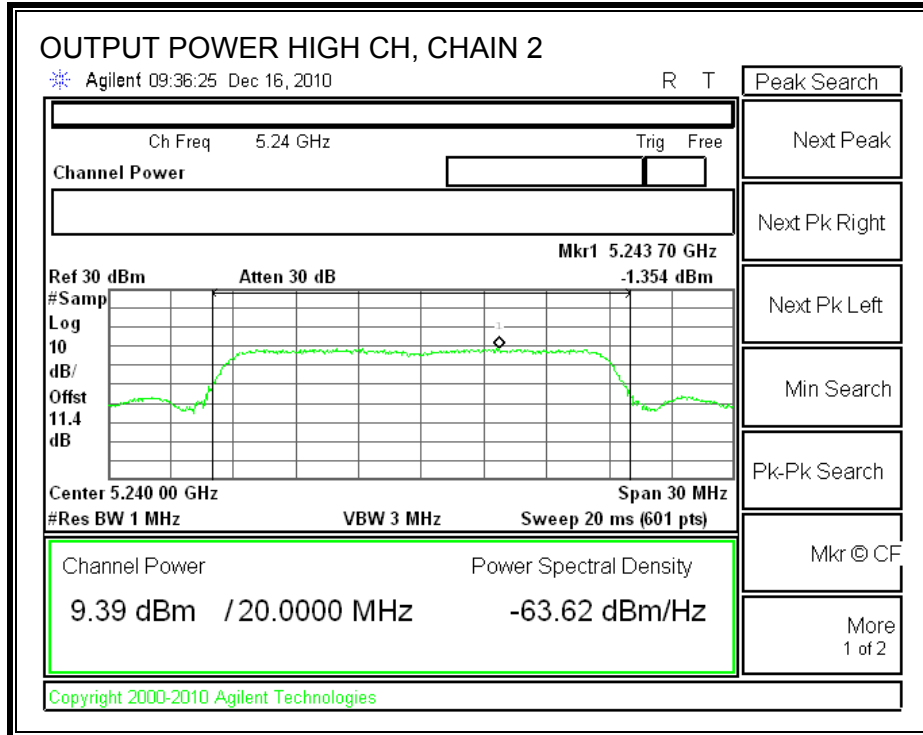 OUTPUT POWER HIGH CH, CHAIN 2
Agilent 09:36:25 Dec 16, 2010 R T
Peak Search
Ch Freq 5.24 GHz Trig Free
Channel Power
Next Peak
Next Pk Right
Mkr1 5.243 70 GHz
Ref 30 dBm Atten 30 dB -1.354 dBm
#Samp
Log
10
dB/
Offst
11.4
dB
1
Next Pk Left
Min Search
Pk-Pk Search
Center 5.240 00 GHz Span 30 MHz
#Res BW 1 MHz VBW 3 MHz Sweep 20 ms (601 pts)
Channel Power Power Spectral Density
9.39 dBm / 20.0000 MHz -63.62 dBm/Hz
Mkr © CF
More
1 of 2
Copyright 2000-2010 Agilent Technologies